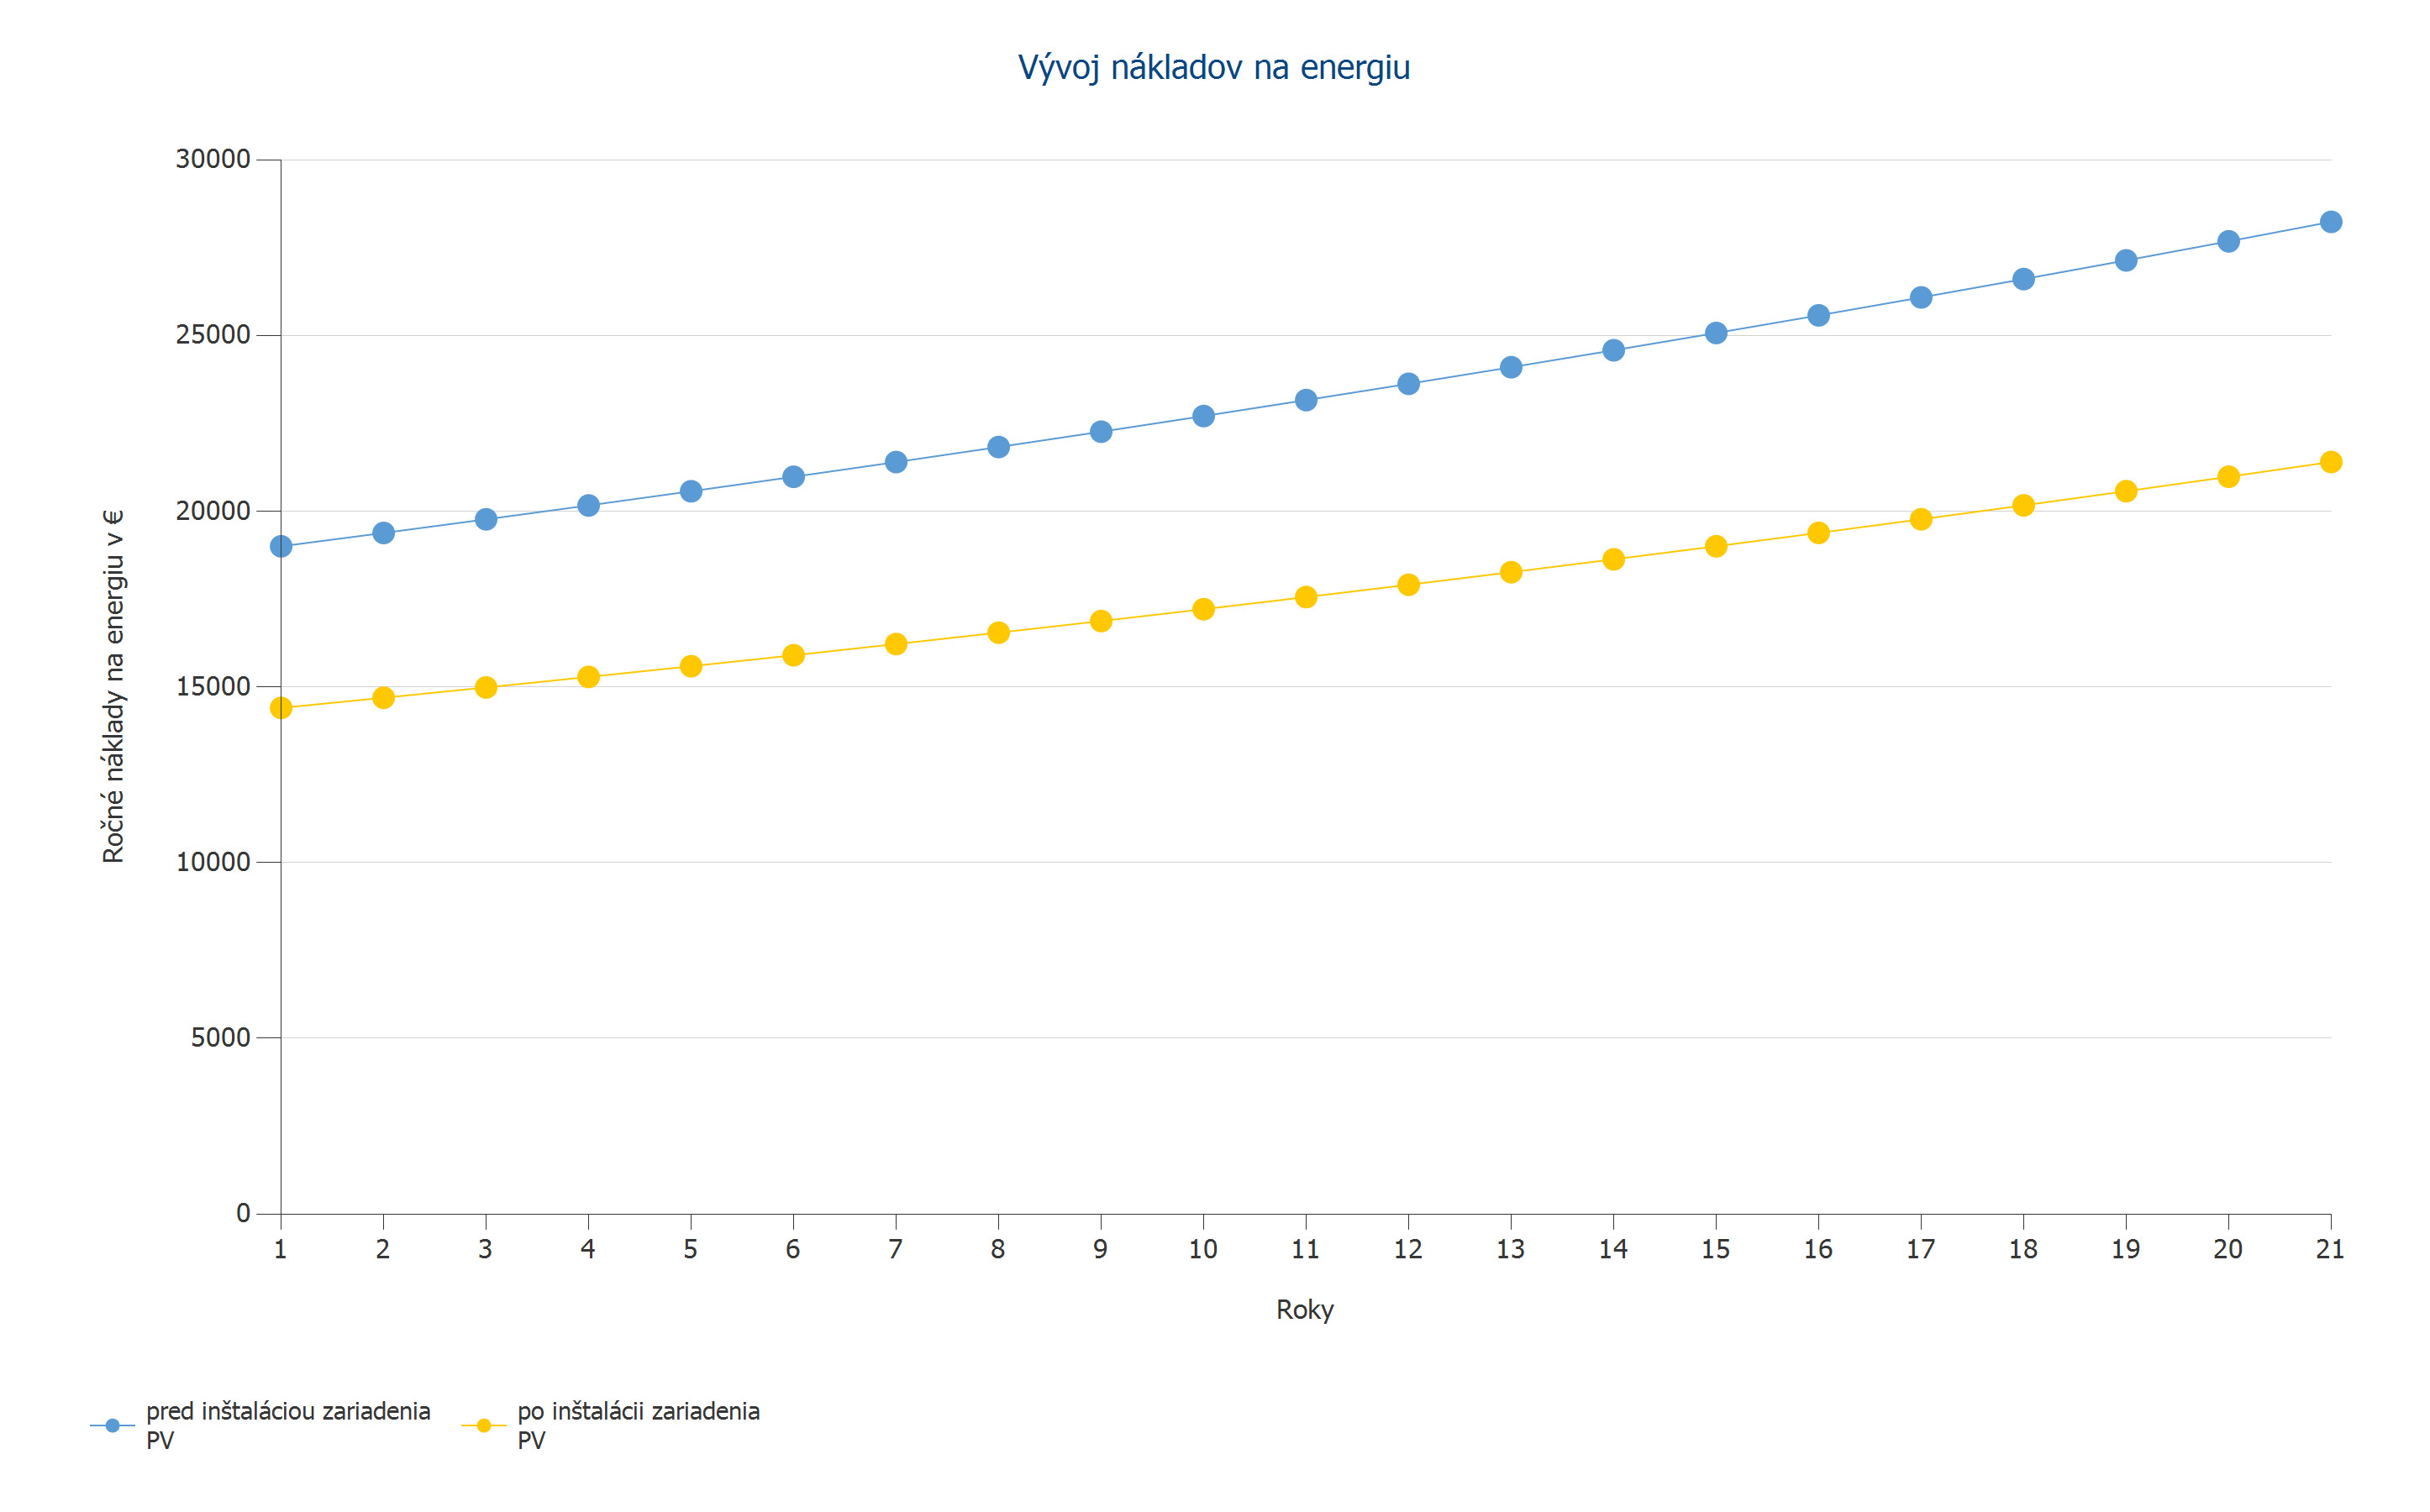 Vývoj nákladov na energiu
Ročné náklady na energiu v €
30000
25000
20000
15000
10000
5000
0
1 2 3 4 5 6 7 8 9 10 11 12 13 14 15 16 17 18 19 20 21
Roky
pred inštaláciou zariadenia
PV
po inštalácii zariadenia
PV